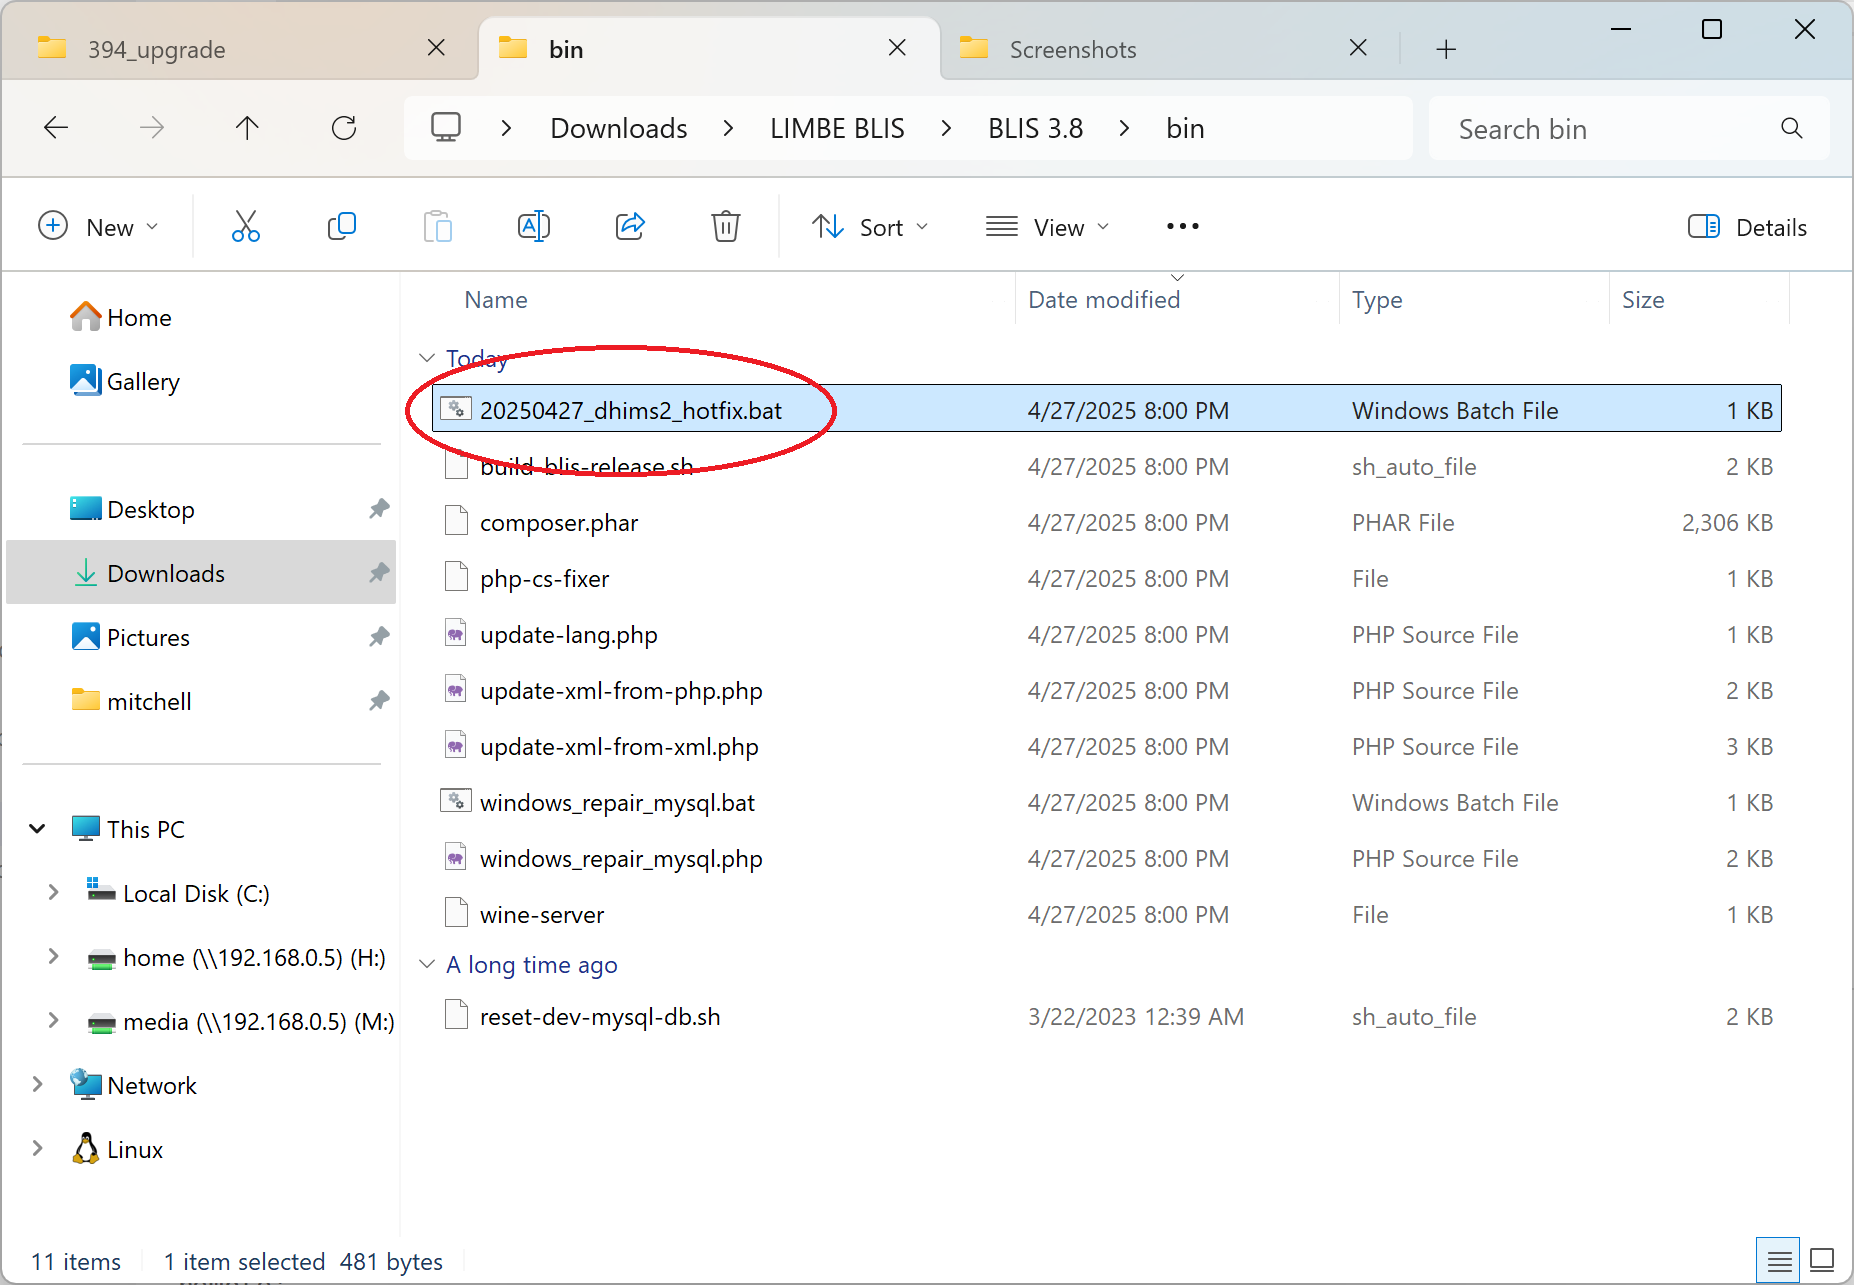 394_upgrade
bin
Screenshots
Downloads LIMBE BLIS BLIS 3.8 bin
Search bin
New Sort View Details
Home
Gallery
Desktop
Downloads
Pictures
mitchell
This PC
Local Disk (C:)
home (\\192.168.0.5) (H:)
media (\\192.168.0.5) (M:)
Network
Linux
Name Date modified Type Size
Today
20250427_dhims2_hotfix.bat 4/27/2025 8:00 PM Windows Batch File 1 KB
build-blis-release.sh 4/27/2025 8:00 PM sh_auto_file 2 KB
composer.phar 4/27/2025 8:00 PM PHAR File 2,306 KB
php-cs-fixer 4/27/2025 8:00 PM File 1 KB
update-lang.php 4/27/2025 8:00 PM PHP Source File 1 KB
update-xml-from-php.php 4/27/2025 8:00 PM PHP Source File 2 KB
update-xml-from-xml.php 4/27/2025 8:00 PM PHP Source File 3 KB
windows_repair_mysql.bat 4/27/2025 8:00 PM Windows Batch File 1 KB
windows_repair_mysql.php 4/27/2025 8:00 PM PHP Source File 2 KB
wine-server 4/27/2025 8:00 PM File 1 KB
A long time ago
reset-dev-mysql-db.sh 3/22/2023 12:39 AM sh_auto_file 2 KB
11 items 1 item selected 481 bytes